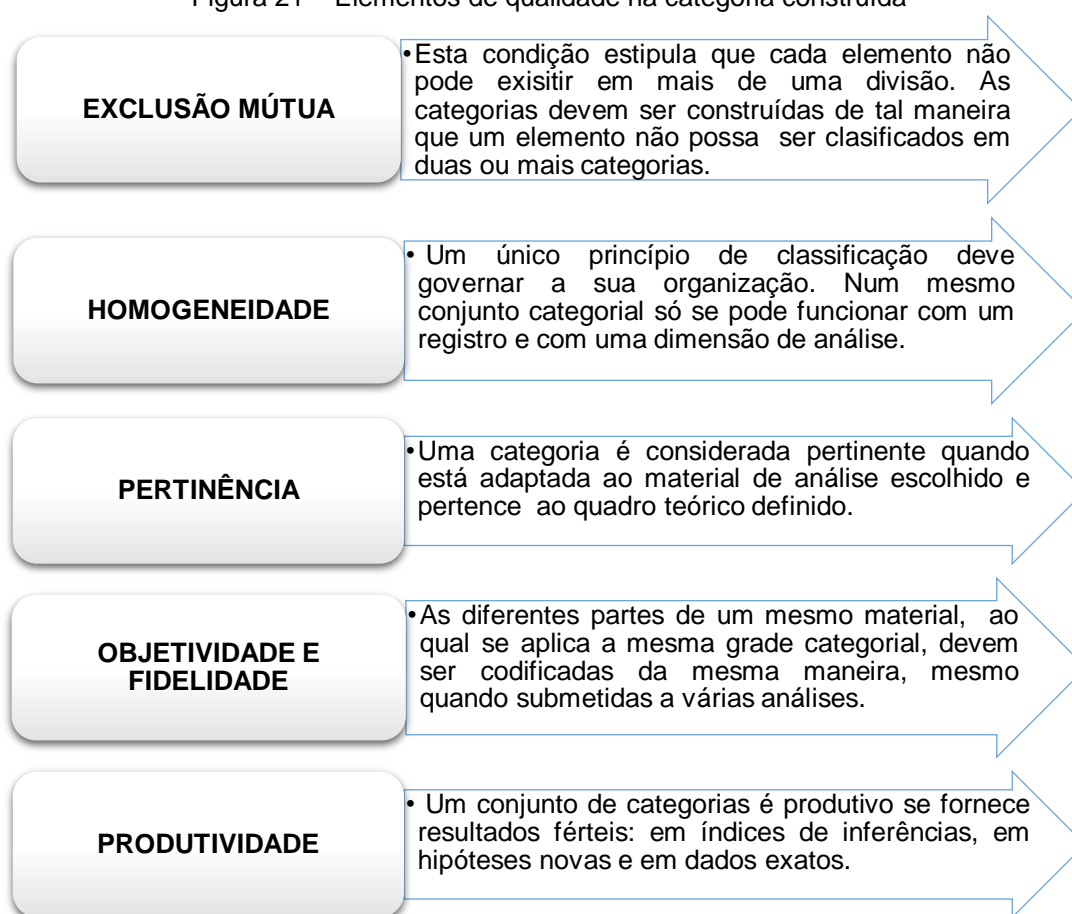 Figura 21 – Elementos de qualidade na categoria construída
EXCLUSÃO MÚTUA
•Esta condição estipula que cada elemento não
pode exisitir em mais de uma divisão. As
categorias devem ser construídas de tal maneira
que um elemento não possa ser clasificados em
duas ou mais categorias.
HOMOGENEIDADE
• Um único princípio de classificação deve
governar a sua organização. Num mesmo
conjunto categorial só se pode funcionar com um
registro e com uma dimensão de análise.
PERTINÊNCIA
•Uma categoria é considerada pertinente quando
está adaptada ao material de análise escolhido e
pertence ao quadro teórico definido.
OBJETIVIDADE E
FIDELIDADE
•As diferentes partes de um mesmo material, ao
qual se aplica a mesma grade categorial, devem
ser codificadas da mesma maneira, mesmo
quando submetidas a várias análises.
PRODUTIVIDADE
• Um conjunto de categorias é produtivo se fornece
resultados férteis: em índices de inferências, em
hipóteses novas e em dados exatos.